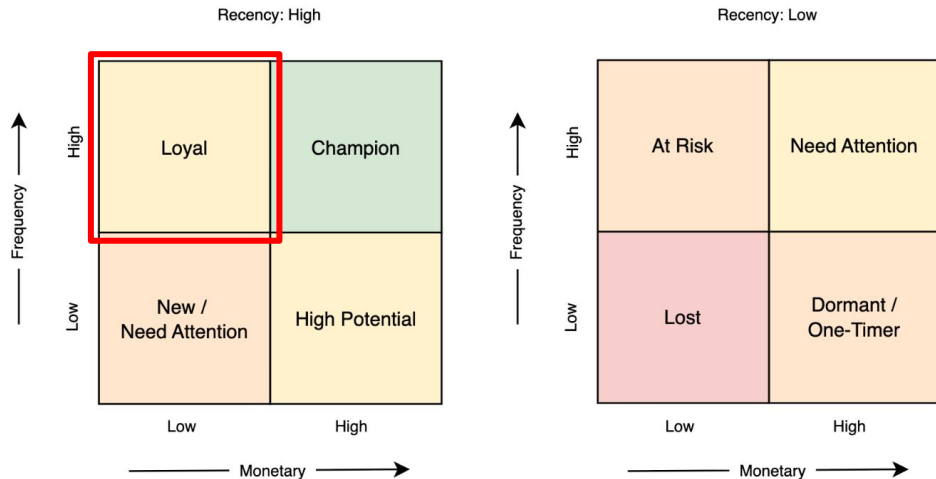 Recency: High
Frequency
High
Low
Loyal
Champion
New /
Need Attention
High Potential
Low
High
Monetary
Recency: Low
Frequency
High
Low
At Risk
Need Attention
Lost
Dormant /
One-Timer
Low
High
Monetary